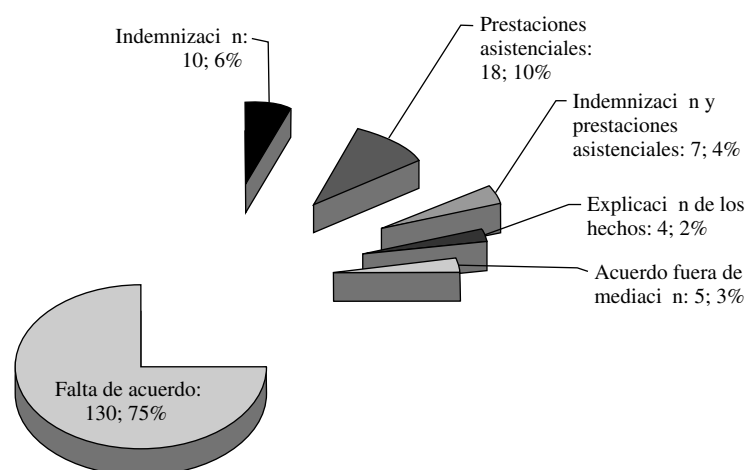 Indemnizaci n:
10; 6%
Prestaciones
asistenciales:
18; 10%
Indemnizaci n y
prestaciones
asistenciales: 7; 4%
Explicaci n de los
hechos: 4; 2%
Acuerdo fuera de
mediaci n: 5; 3%
Falta de acuerdo:
130; 75%